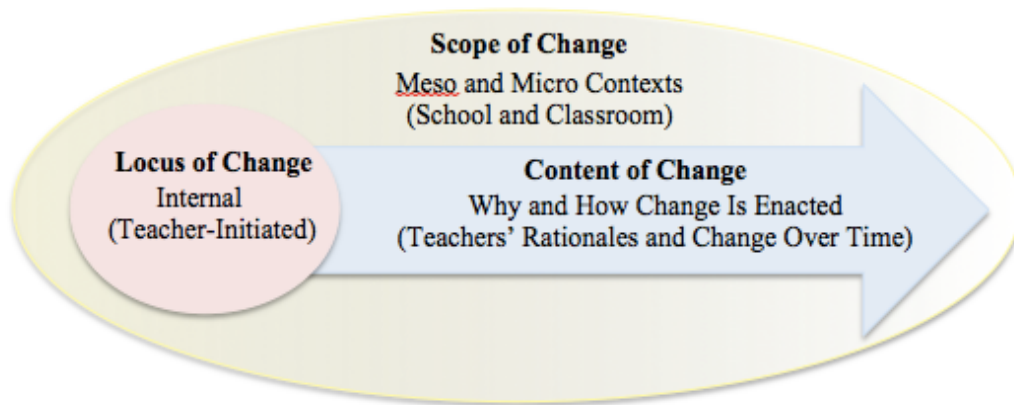 Scope of Change
Meso and Micro Contexts
(School and Classroom)
Locus of Change
Internal
(Teacher-Initiated)
Content of Change
Why and How Change Is Enacted
(Teachers’ Rationales and Change Over Time)